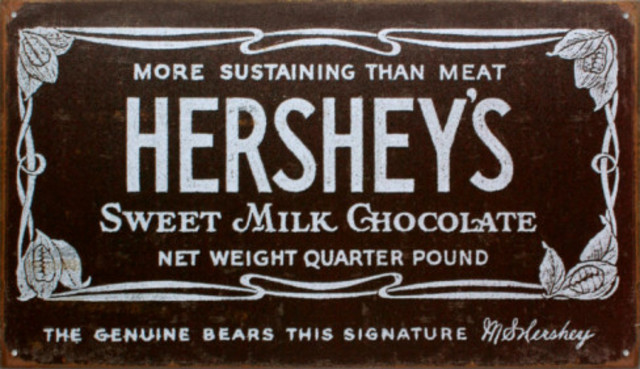 MORE SUSTAINING THAN MEAT
HERSHEY'S
SWEET MILK CHOCOLATE
NET WEIGHT QUARTER POUND
THE GENUINE BEARS THIS SIGNATURE M S Hershey